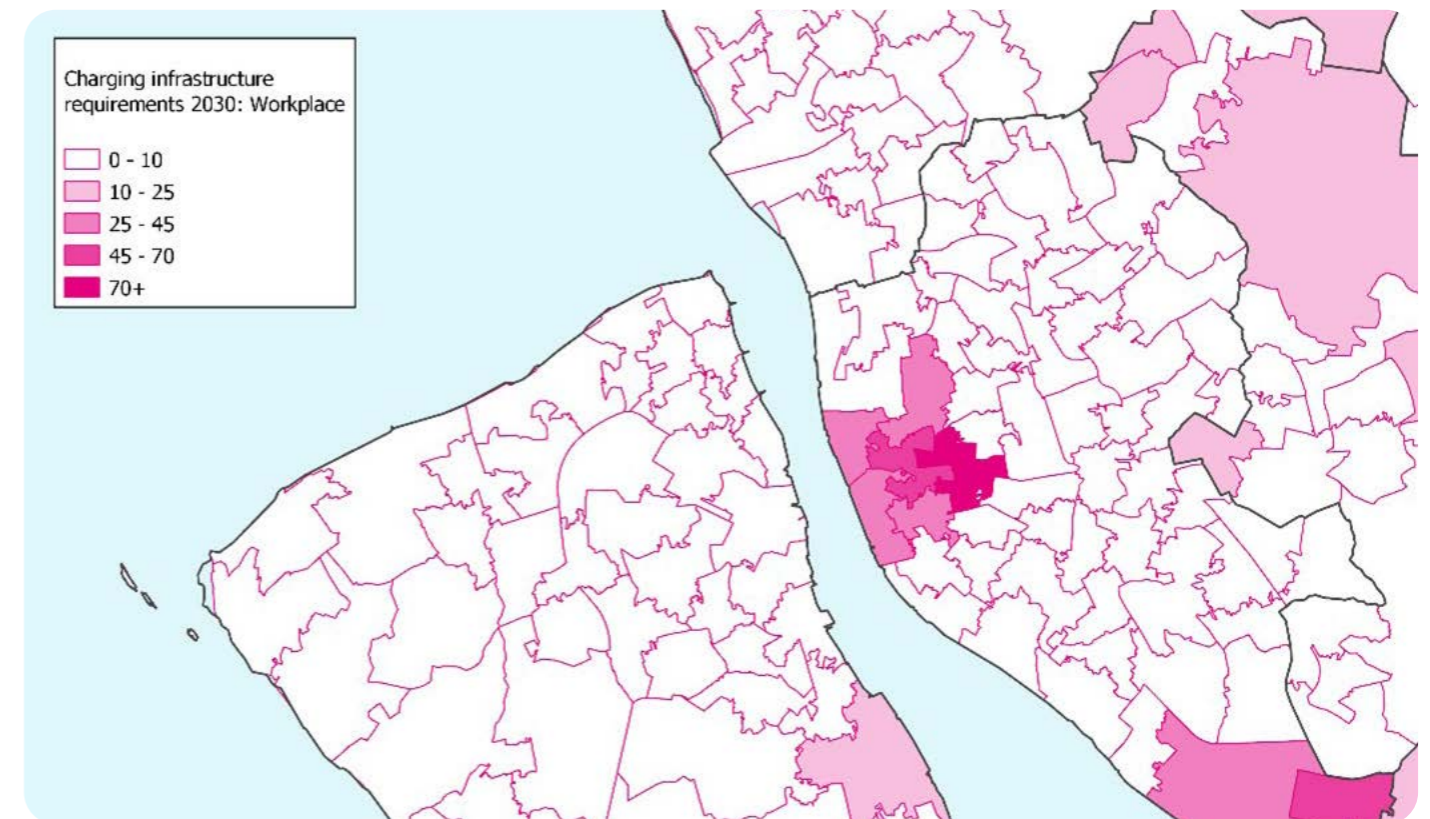 Charging infrastructure
requirements 2030: Workplace
0 - 10
10 - 25
25 - 45
45 - 70
70+